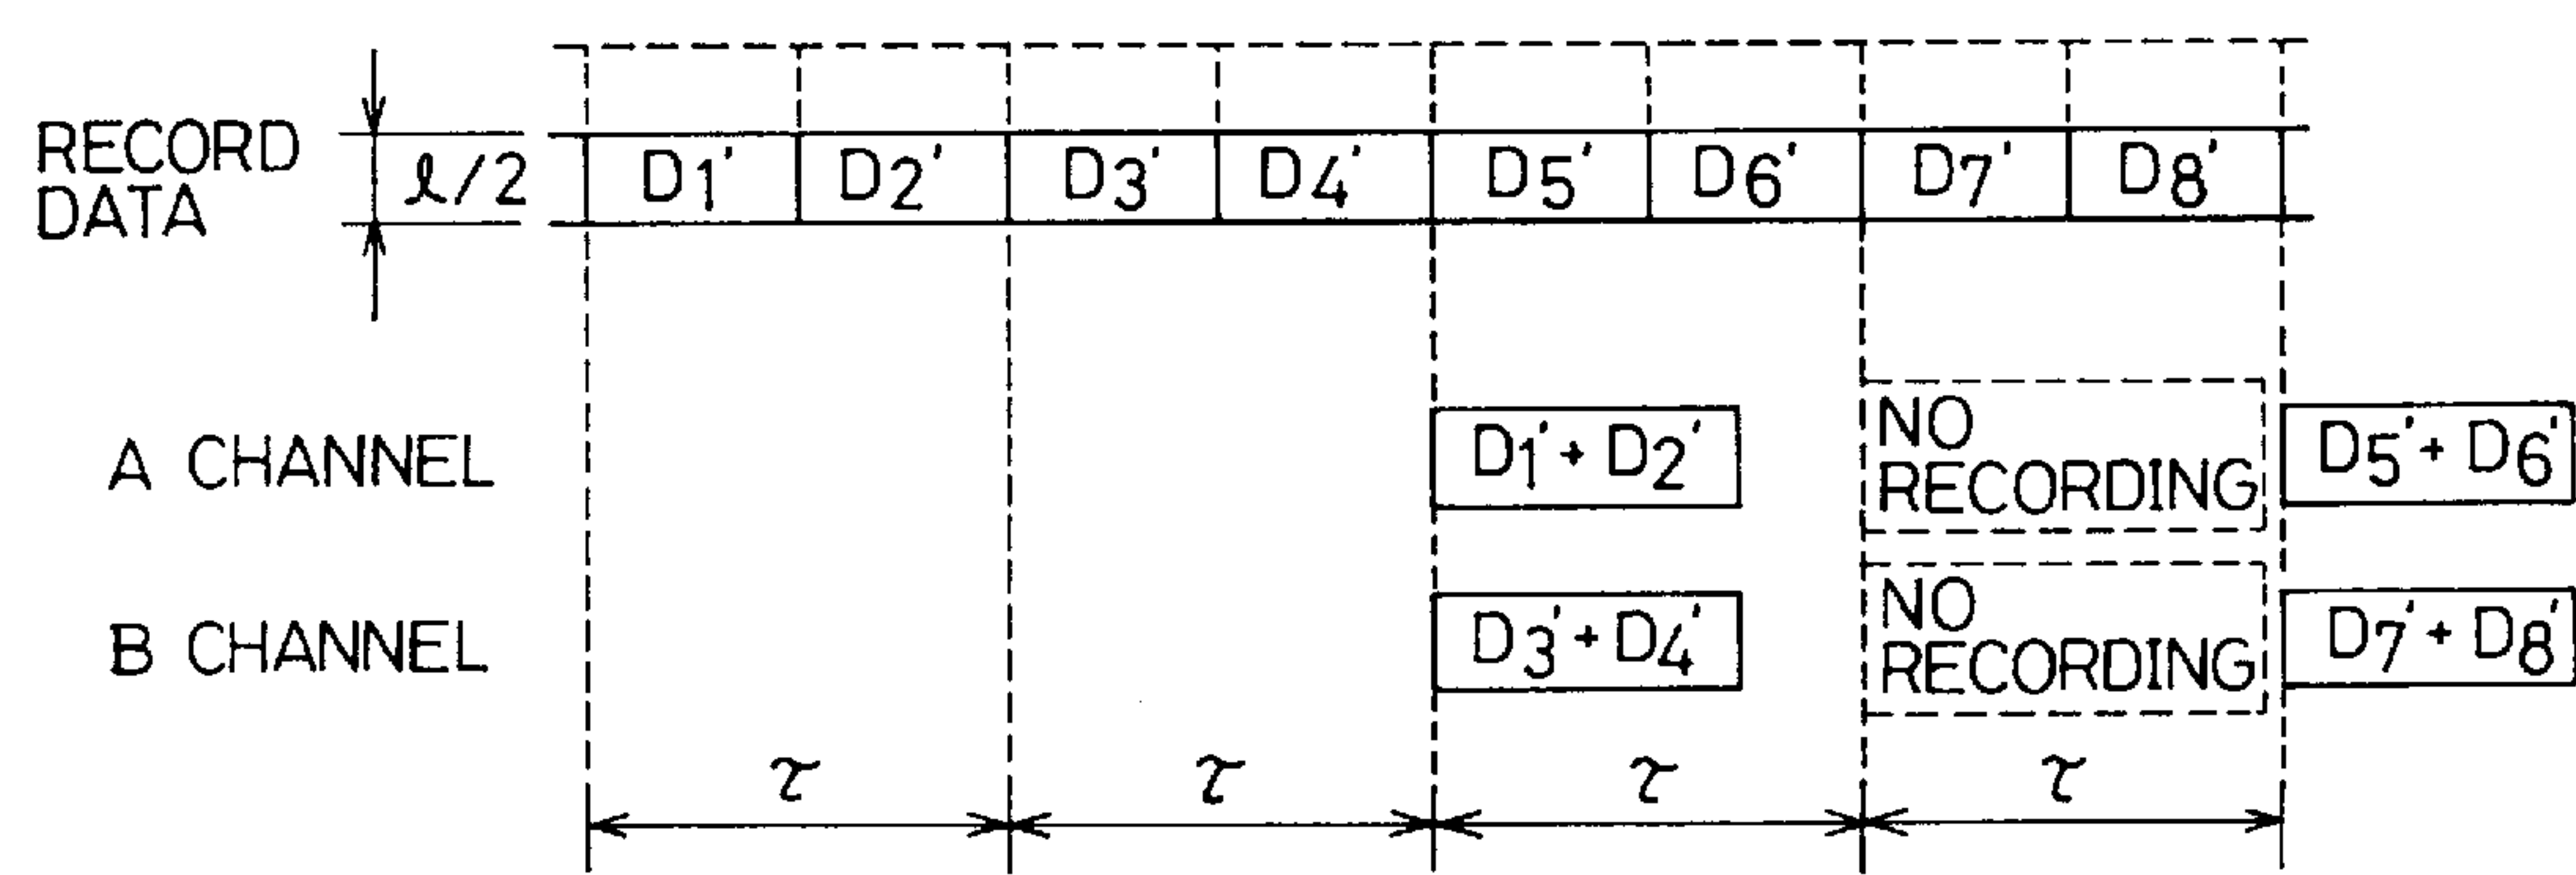 RECORD DATA
ℓ/2
D1' D2' D3' D4' D5' D6' D7' D8'
A CHANNEL
D1'+D2'
NO RECORDING
D5'+D6'
B CHANNEL
D3'+D4'
NO RECORDING
D7'+D8'
τ τ τ τ